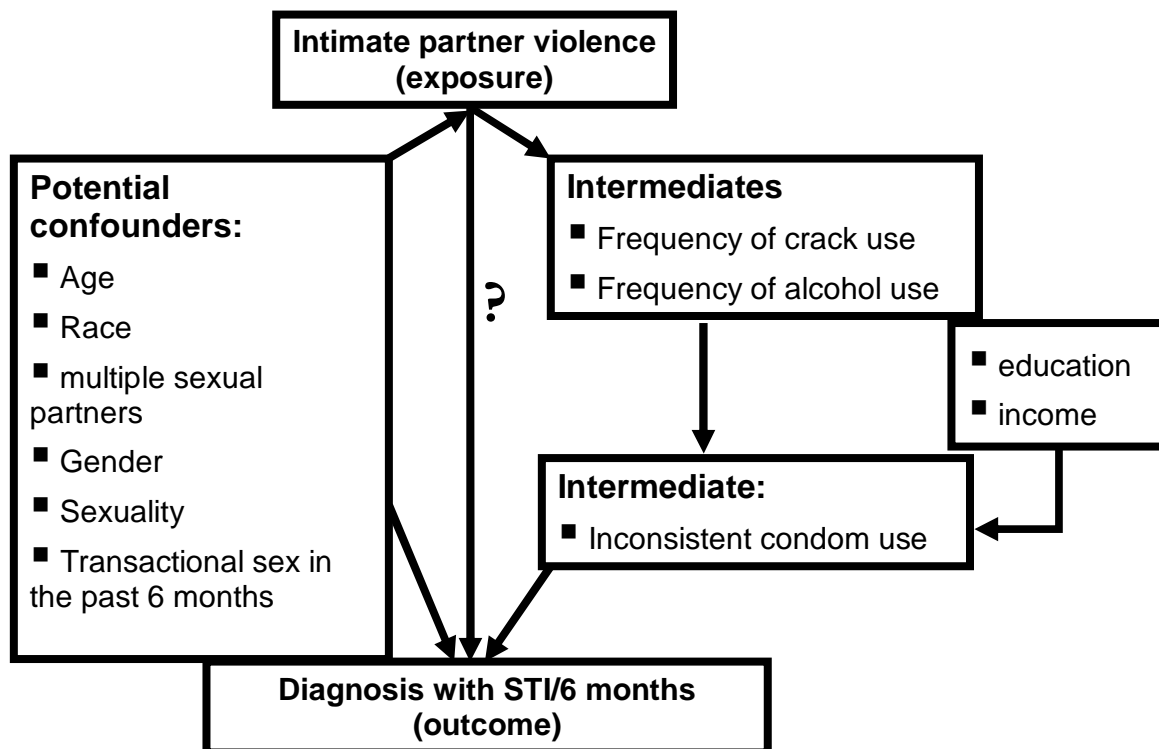 Intimate partner violence
(exposure)
Potential
confounders:
■ Age
■ Race
■ multiple sexual
partners
■ Gender
■ Sexuality
■ Transactional sex in
the past 6 months
?
Intermediates
■ Frequency of crack use
■ Frequency of alcohol use
■ education
■ income
Intermediate:
■ Inconsistent condom use
Diagnosis with STI/6 months
(outcome)